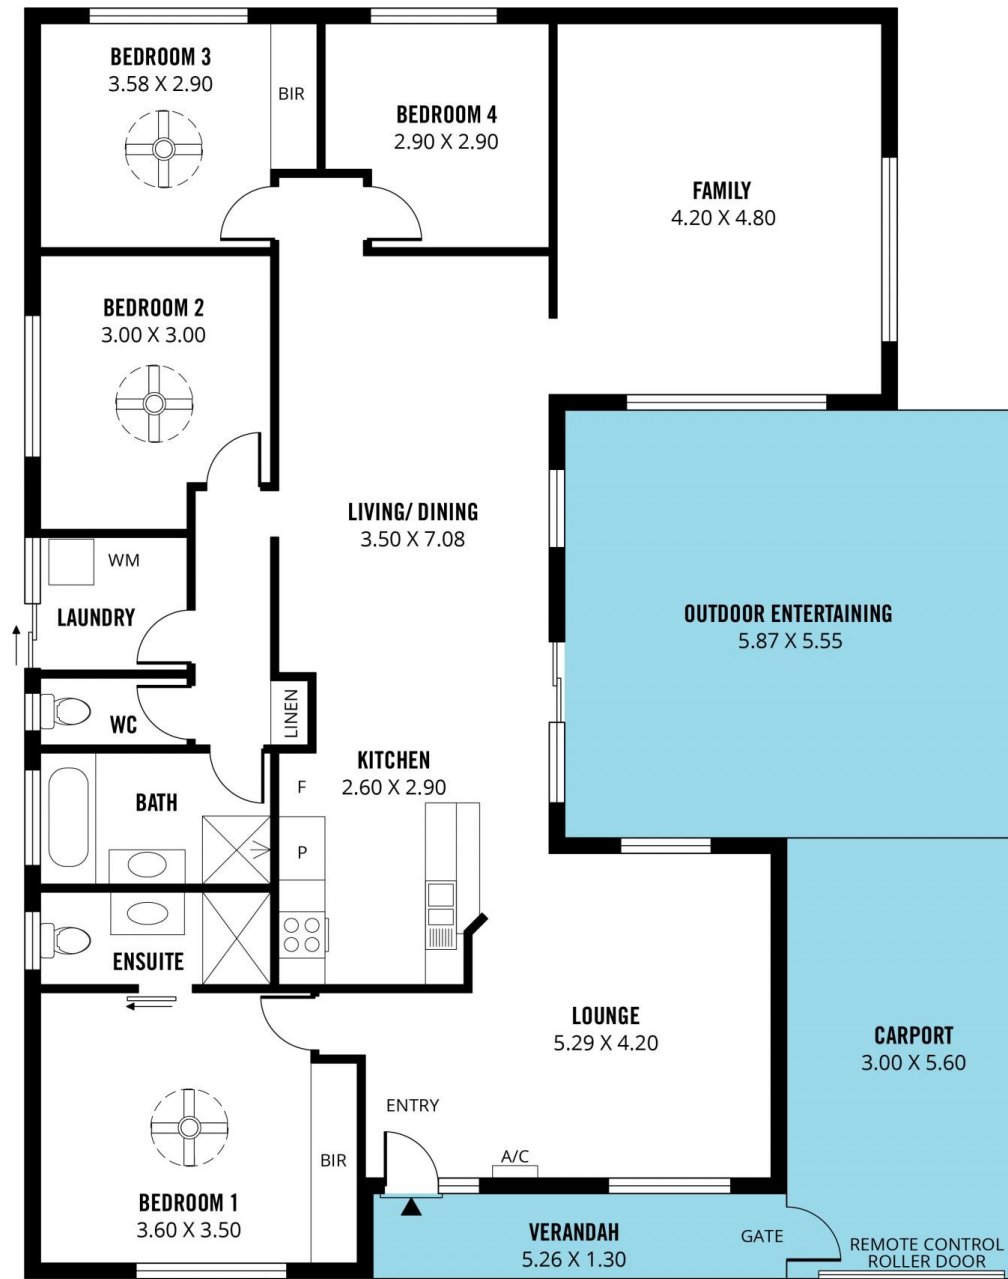 BEDROOM 3
3.58 X 2.90
BIR
BEDROOM 4
2.90 X 2.90
FAMILY
4.20 X 4.80
BEDROOM 2
3.00 X 3.00
LIVING/ DINING
3.50 X 7.08
WM
LAUNDRY
OUTDOOR ENTERTAINING
5.87 X 5.55
WC
LINEN
KITCHEN
2.60 X 2.90
F
BATH
P
ENSUITE
LOUNGE
5.29 X 4.20
CARPORT
3.00 X 5.60
ENTRY
A/C
BIR
BEDROOM 1
3.60 X 3.50
VERANDAH
5.26 X 1.30
GATE
REMOTE CONTROL
ROLLER DOOR